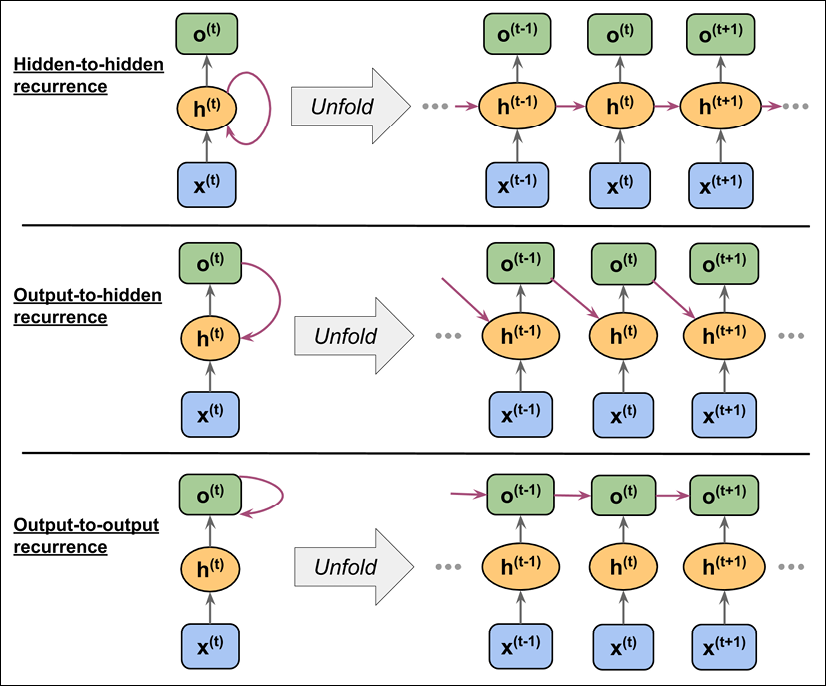 o(t)
o(t-1) o(t) o(t+1)
Hidden-to-hidden
recurrence
h(t)
Unfold
h(t-1) h(t) h(t+1)
x(t)
x(t-1) x(t) x(t+1)
o(t)
o(t-1) o(t) o(t+1)
Output-to-hidden
recurrence
h(t)
Unfold
h(t-1) h(t) h(t+1)
x(t)
x(t-1) x(t) x(t+1)
o(t)
o(t-1) o(t) o(t+1)
Output-to-output
recurrence
h(t)
Unfold
h(t-1) h(t) h(t+1)
x(t)
x(t-1) x(t) x(t+1)